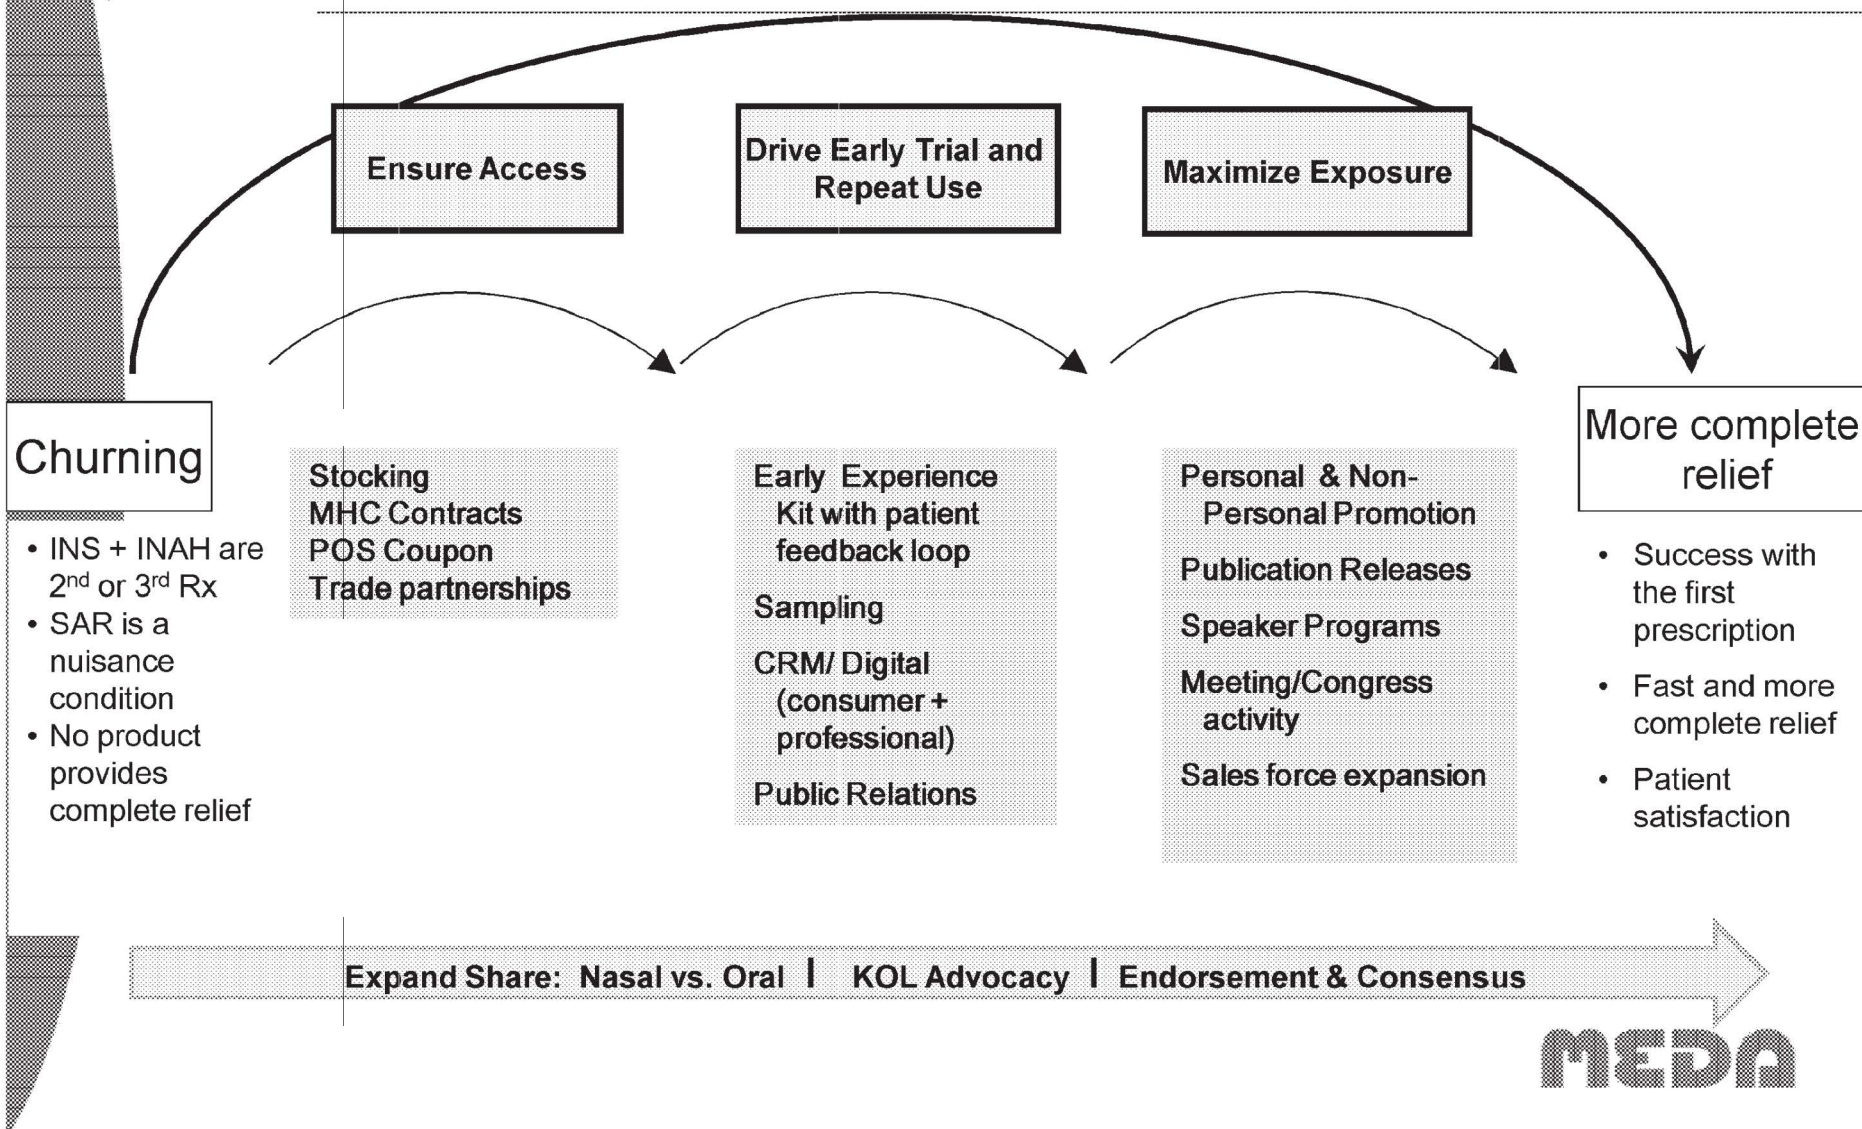 Ensure Access
Drive Early Trial and
Repeat Use
Maximize Exposure
Churning
• INS + INAH are
2nd or 3rd Rx
• SAR is a
nuisance
condition
• No product
provides
complete relief
Stocking
MHC Contracts
POS Coupon
Trade partnerships
Early Experience
Kit with patient
feedback loop
Sampling
CRM/ Digital
(consumer +
professional)
Public Relations
Personal & Non-
Personal Promotion
Publication Releases
Speaker Programs
Meeting/Congress
activity
Sales force expansion
More complete
relief
• Success with
the first
prescription
• Fast and more
complete relief
• Patient
satisfaction
Expand Share: Nasal vs. Oral | KOL Advocacy | Endorsement & Consensus
MEDA